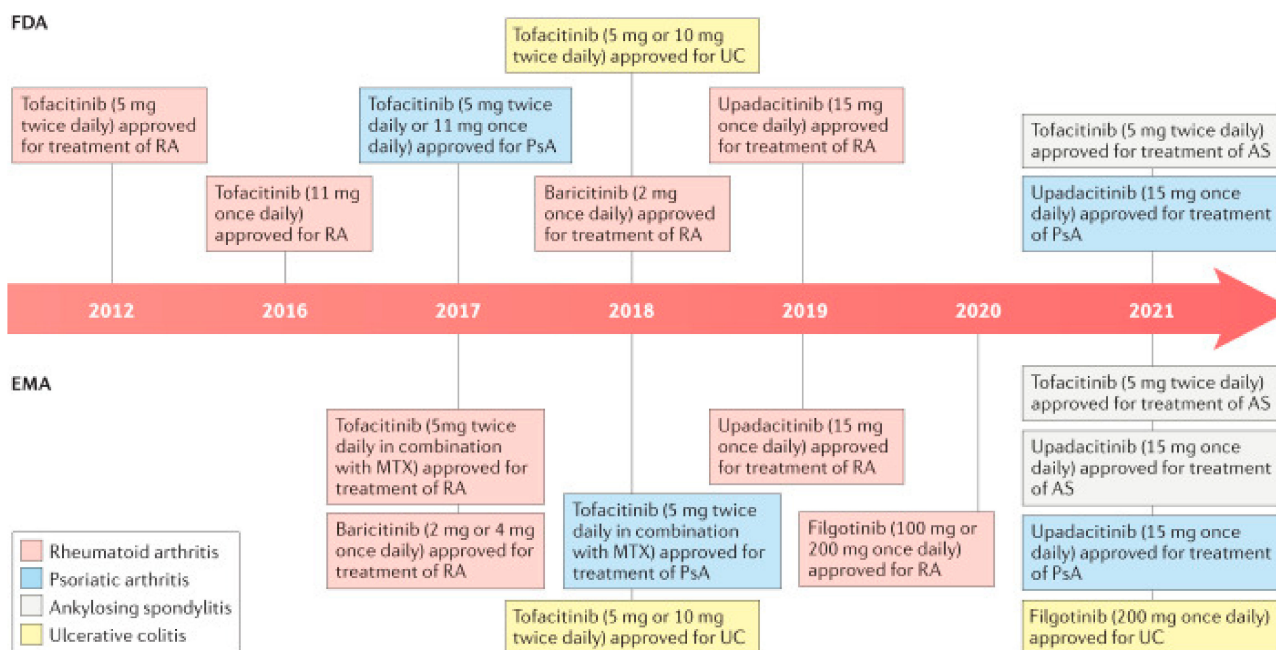 FDA
Tofacitinib (5 mg
twice daily) approved
for treatment of RA
Tofacitinib (11 mg
once daily)
approved for RA
Tofacitinib (5 mg twice
daily or 11 mg once
daily) approved for PsA
Tofacitinib (5 mg or 10 mg
twice daily) approved for UC
Baricitinib (2 mg
once daily) approved
for treatment of RA
Upadacitinib (15 mg
once daily) approved
for treatment of RA
Tofacitinib (5 mg twice daily)
approved for treatment of AS
Upadacitinib (15 mg once
daily) approved for treatment
of PsA
2012
2016
2017
2018
2019
2020
2021
EMA
Tofacitinib (5mg twice
daily in combination
with MTX) approved for
treatment of RA
Baricitinib (2 mg or 4 mg
once daily) approved for
treatment of RA
Tofacitinib (5 mg twice
daily in combination
with MTX) approved for
treatment of PsA
Tofacitinib (5 mg or 10 mg
twice daily) approved for UC
Upadacitinib (15 mg
once daily) approved
for treatment of RA
Filgotinib (100 mg or
200 mg once daily)
approved for RA
Tofacitinib (5 mg twice daily)
approved for treatment of AS
Upadacitinib (15 mg once
daily) approved for treatment
of AS
Upadacitinib (15 mg once
daily) approved for treatment
of PsA
Filgotinib (200 mg once daily)
approved for UC
Rheumatoid arthritis
Psoriatic arthritis
Ankylosing spondylitis
Ulcerative colitis